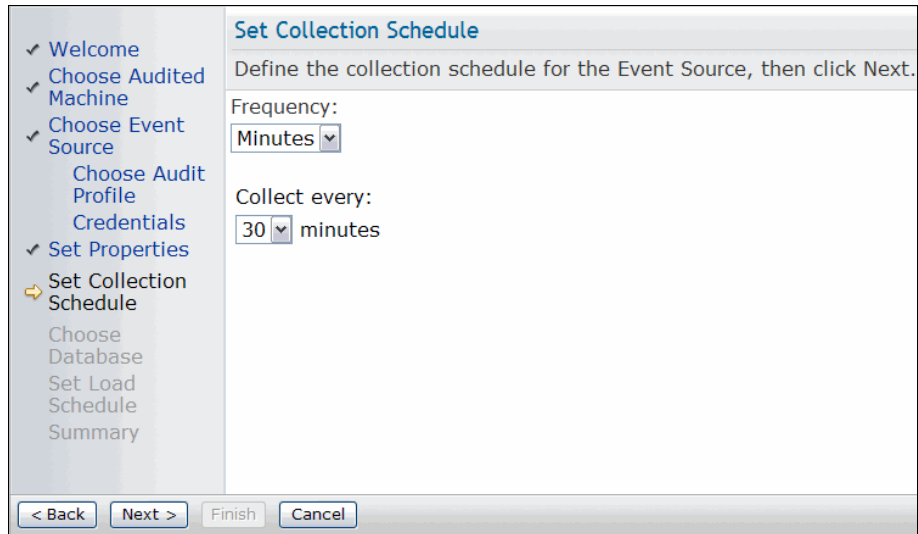 Welcome
Choose Audited
Machine
Choose Event
Source
Choose Audit
Profile
Credentials
Set Properties
Set Collection
Schedule
Choose
Database
Set Load
Schedule
Summary
Set Collection Schedule
Define the collection schedule for the Event Source, then click Next.
Frequency:
Minutes
Collect every:
30 minutes
< Back Next > Finish Cancel